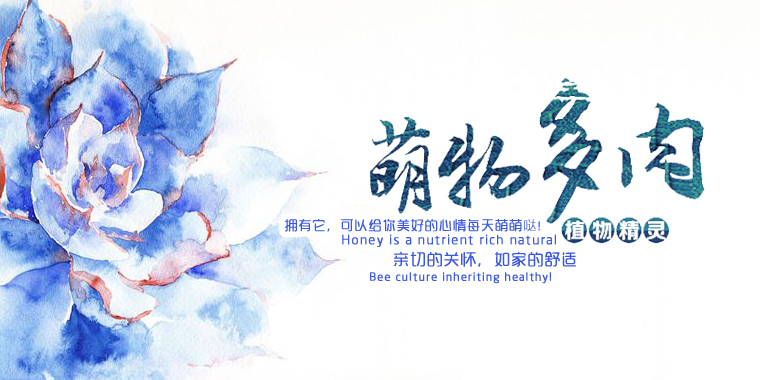 萌物多肉
拥有它，可以给你美好的心情每天萌萌哒!
植物精灵
Honey is a nutrient rich natural
亲切的关怀，如家的舒适
Bee culture inheriting healthyl